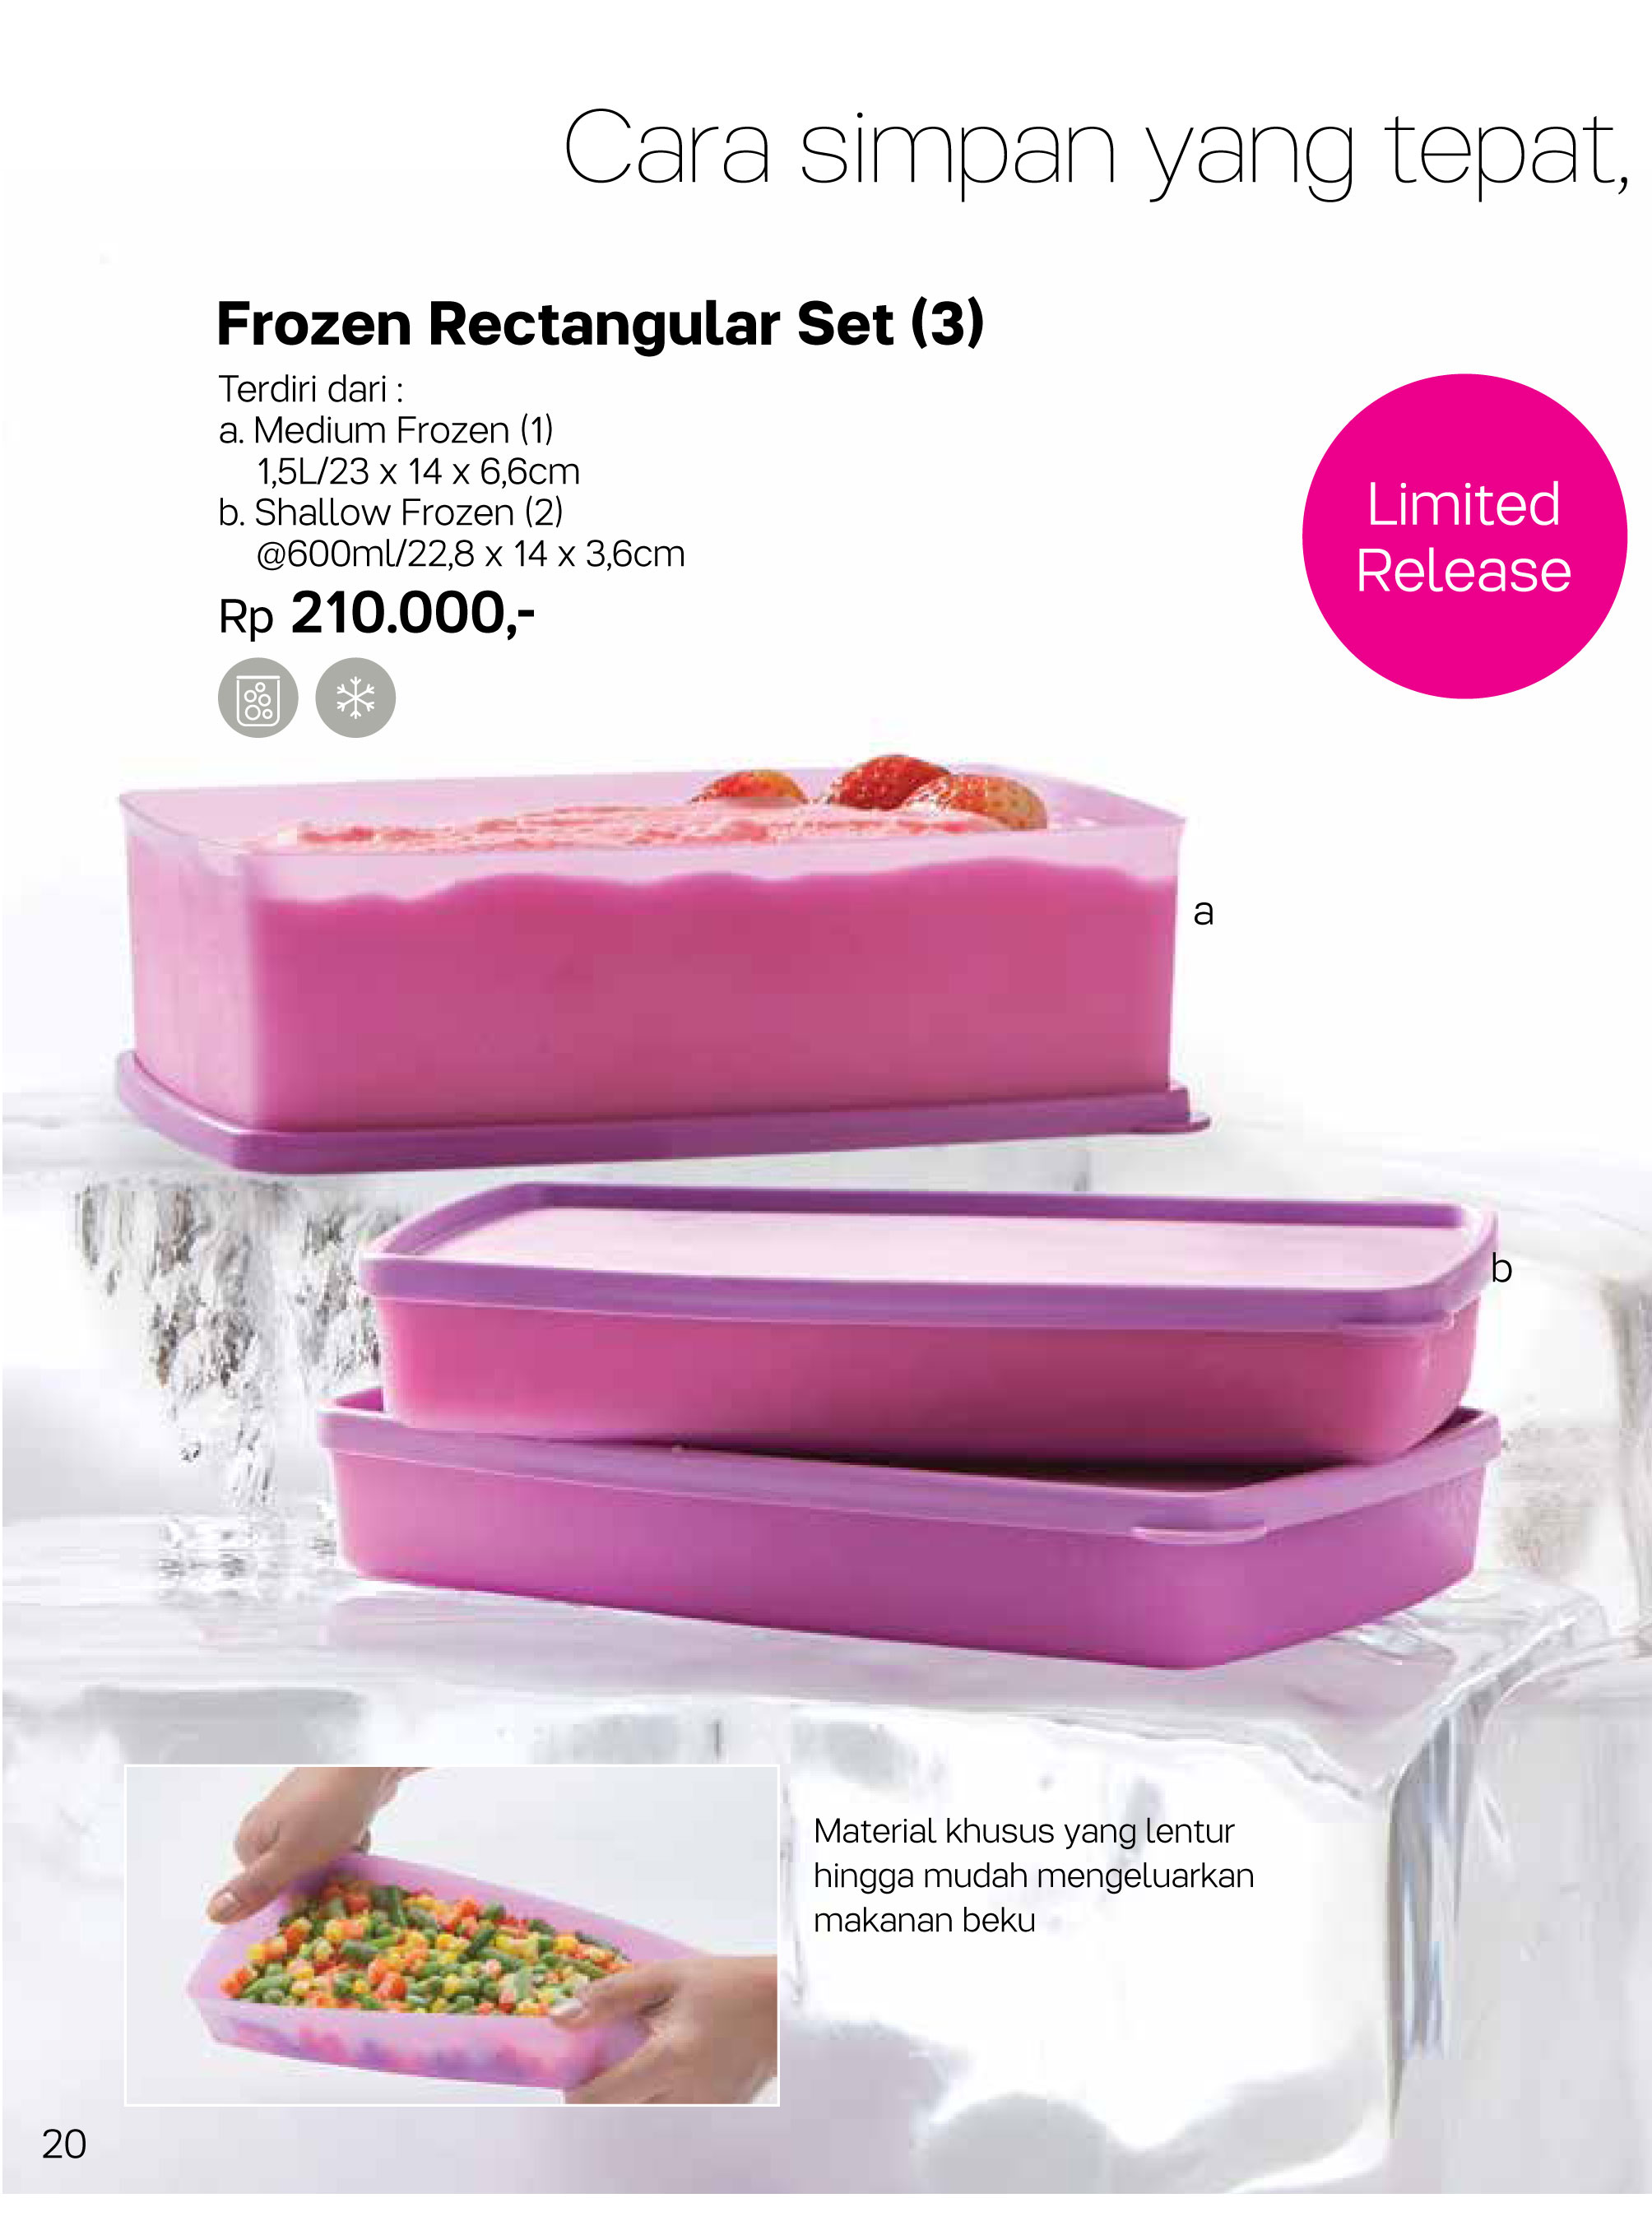 Cara simpan yang tepat,
Frozen Rectangular Set (3)
Terdiri dari :
a. Medium Frozen (1)
1,5L/23 x 14 x 6,6cm
b. Shallow Frozen (2)
@600ml/22,8 x 14 x 3,6cm
Rp 210.000,-
Limited
Release
a
b
Material khusus yang lentur
hingga mudah mengeluarkan
makanan beku
20